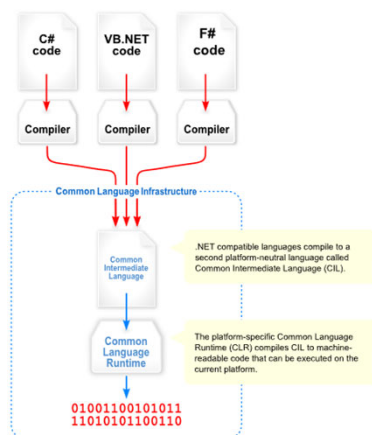 C#
code
VB.NET
code
F#
code
Compiler
Compiler
Compiler
Common Language Infrastructure
Common
Intermediate
Language
.NET compatible languages compile to a
second platform-neutral language called
Common Intermediate Language (CIL).
Common
Language
Runtime
The platform-specific Common Language
Runtime (CLR) compiles CIL to machine-
readable code that can be executed on the
current platform.
01001100101011
11010101100110